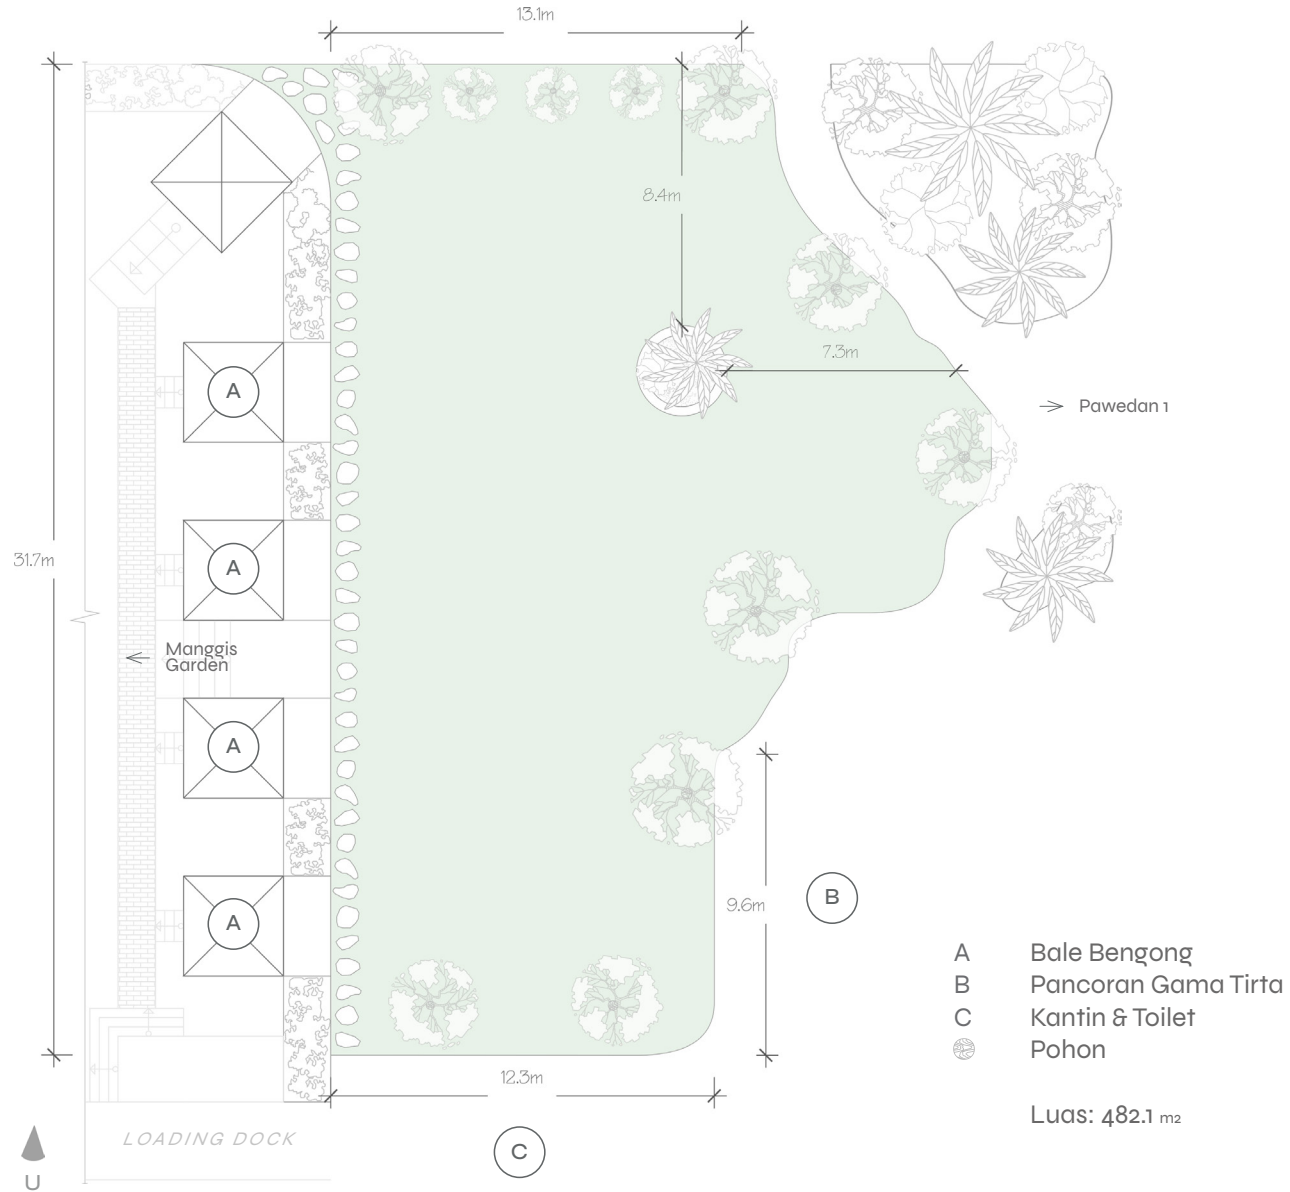 13.1m
8.4m
7.3m
A
Pawedan 1
31.7m
A
Manggis
Garden
A
A
9.6m
B
A Bale Bengong
B Pancoran Gama Tirta
C Kantin & Toilet
Pohon
12.3m
Luas: 482.1 m2
LOADING DOCK
C
U